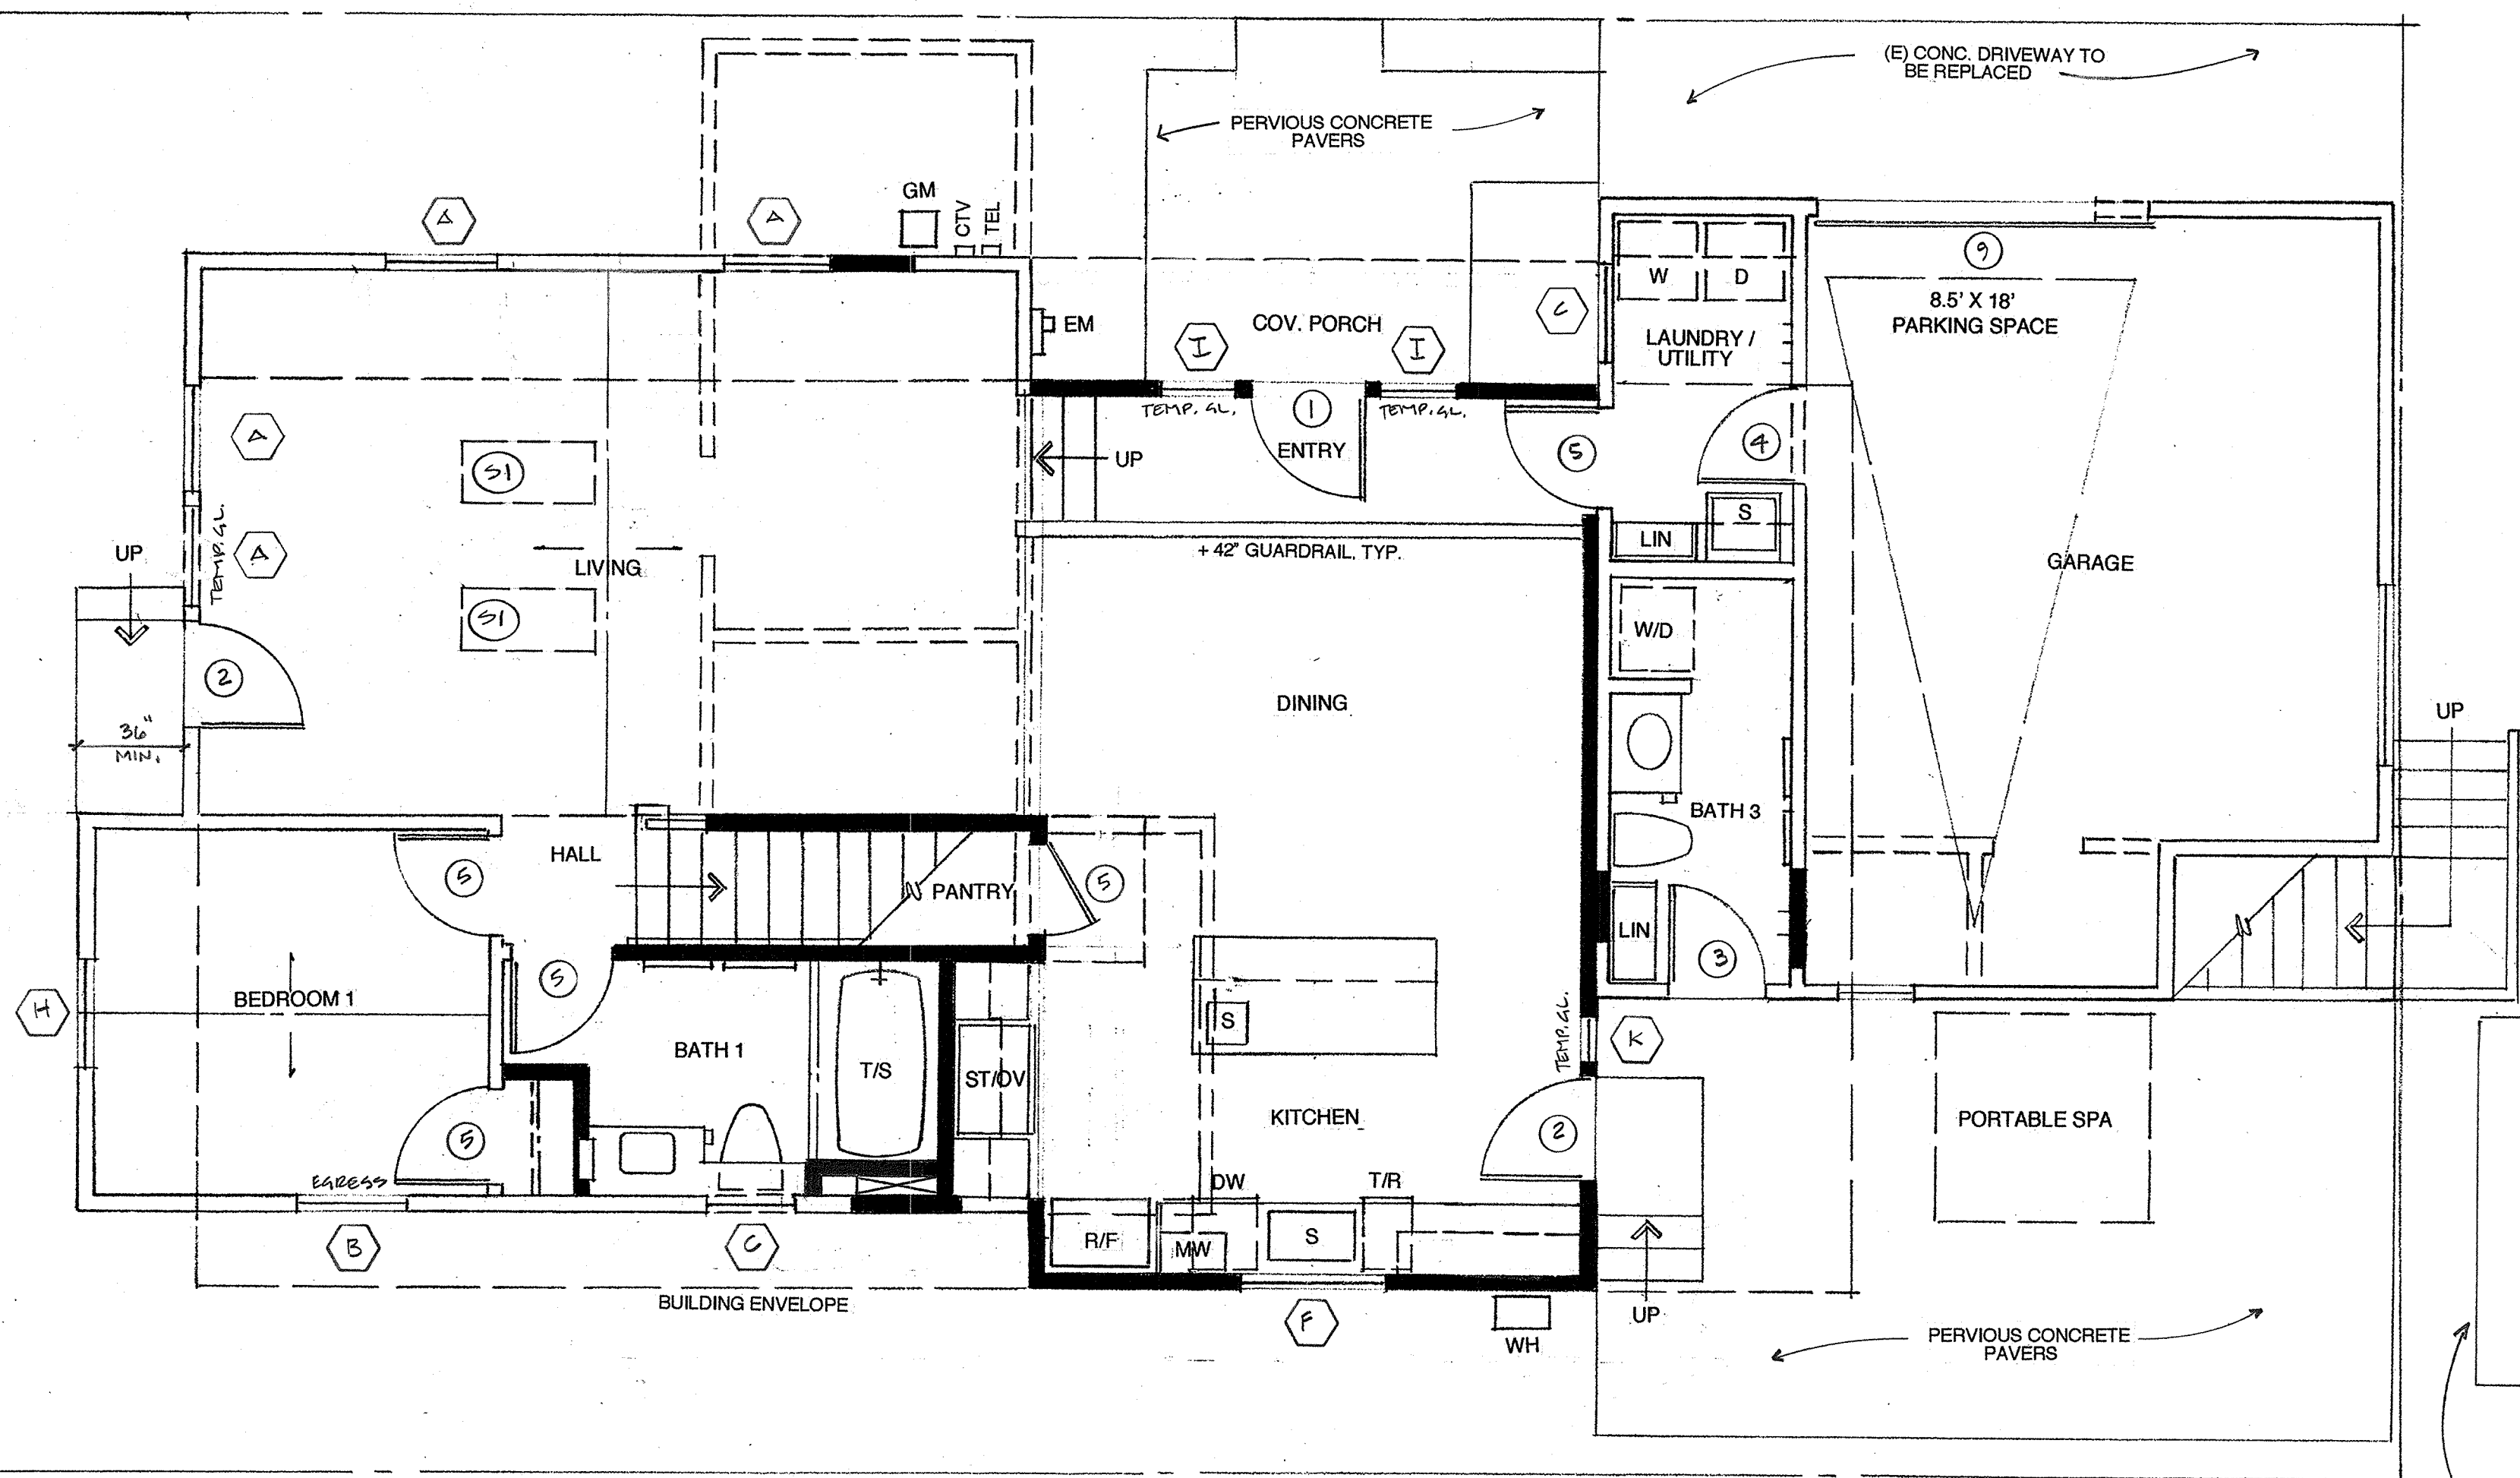 (E) CONC. DRIVEWAY TO
BE REPLACED
PERVIOUS CONCRETE
PAVERS
GM
CTV
TEL
A
A
9
W
D
8.5' X 18'
PARKING SPACE
EM
COV. PORCH
C
I
I
LAUNDRY /
UTILITY
TEMP. GL.
1
TEMP. GL.
A
S1
UP
ENTRY
5
4
S
LIN
+ 42" GUARDRAIL, TYP.
UP
TEMP. GL.
A
LIVING
GARAGE
S1
W/D
2
DINING
UP
36"
MIN.
BATH 3
HALL
5
PANTRY
5
LIN
3
5
BEDROOM 1
H
S
TEMP. GL.
K
BATH 1
T/S
ST/OV
KITCHEN
2
PORTABLE SPA
5
EGRESS
DW
T/R
B
C
R/F
MW
S
BUILDING ENVELOPE
F
WH
UP
PERVIOUS CONCRETE
PAVERS